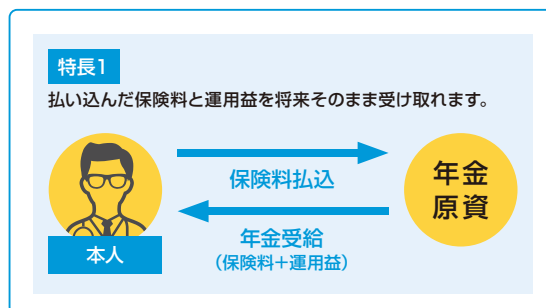 特長1
払い込んだ保険料と運用益を将来そのまま受け取れます。
保険料払込
年金
原資
年金受給
（保険料＋運用益）
本人